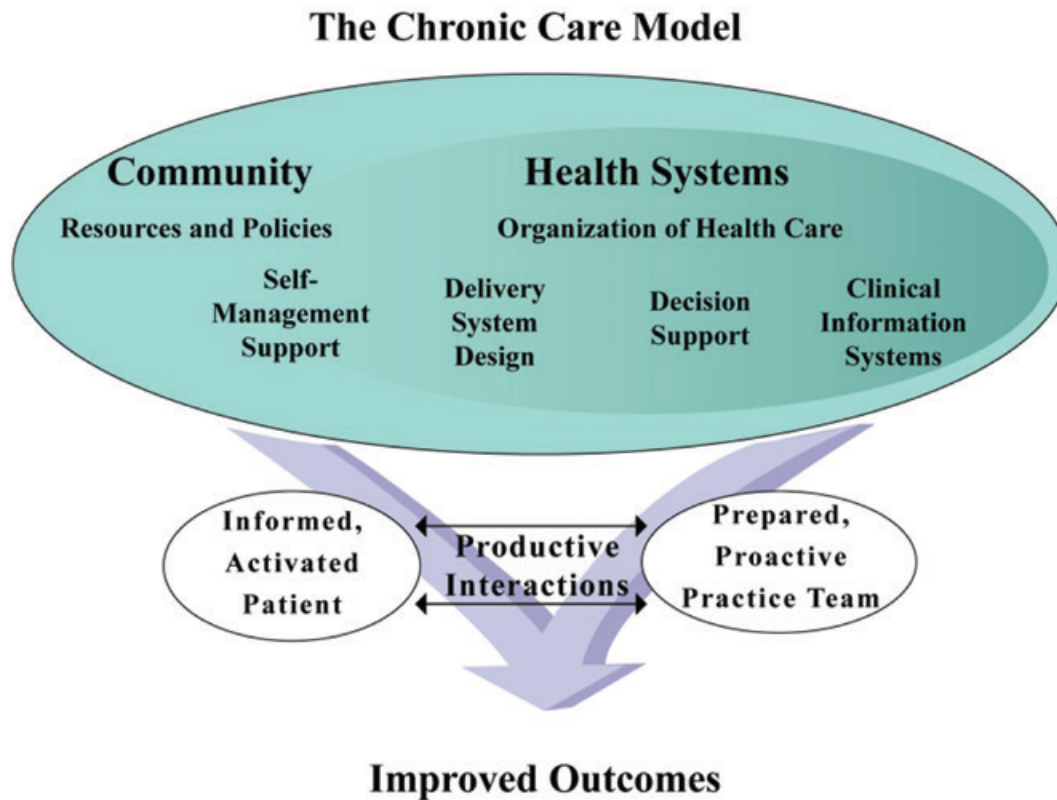 The Chronic Care Model
Community
Health Systems
Resources and Policies
Organization of Health Care
Self-
Management
Support
Delivery
System
Design
Decision
Support
Clinical
Information
Systems
Informed,
Activated
Patient
Productive
Interactions
Prepared,
Proactive
Practice Team
Improved Outcomes